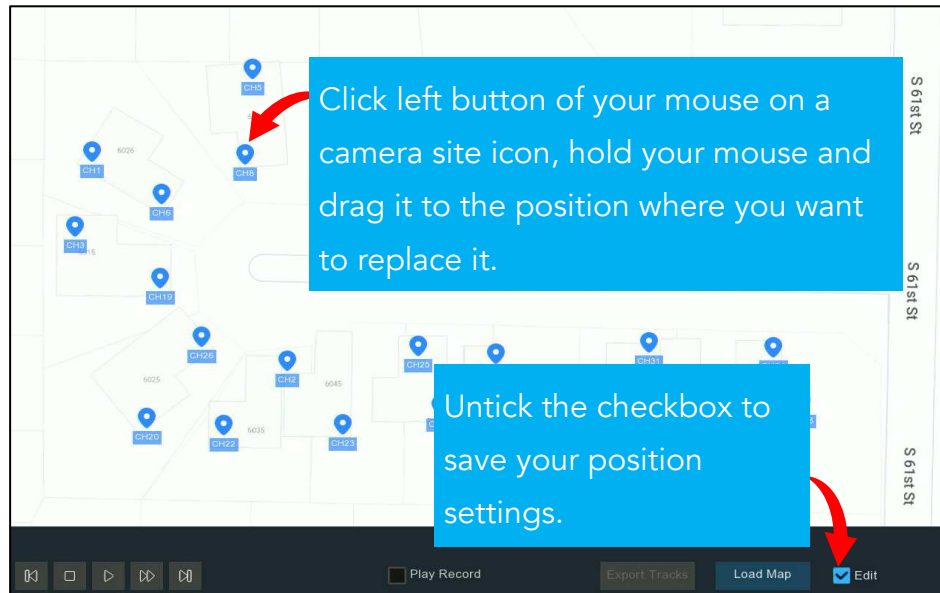 CH5
S 61st St
Click left button of your mouse on a
camera site icon, hold your mouse and
drag it to the position where you want
to replace it.
6026
CH1
CH8
CH6
CH3
CH19
S 61st St
CH26
CH25
CH31
CH2
6025
6045
Untick the checkbox to
save your position
settings.
CH20
CH22
6035
CH23
S 61st St
Play Record
Export Tracks
Load Map
Edit